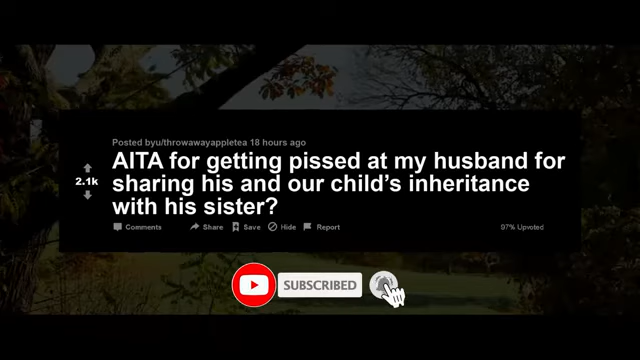 Posted byu/throwawayappletea 18 hours ago
AITA for getting pissed at my husband for
2.1k sharing his and our child's inheritance
with his sister?
Comments Share Save Hide Report 97% Upvoted
SUBSCRIBED